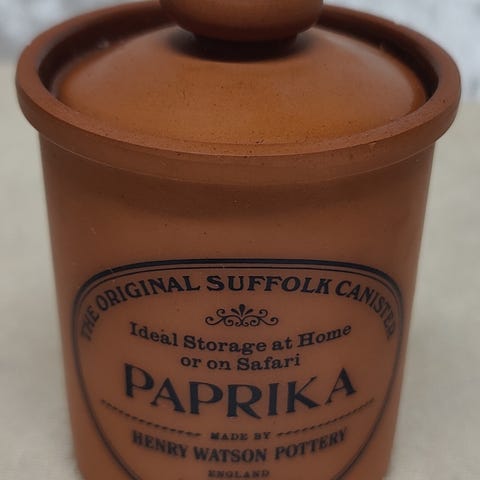 THE ORIGINAL SUFFOLK CANISTER
Ideal Storage at Home
or on Safari
PAPRIKA
MADE BY
HENRY WATSON POTTERY
ENGLAND